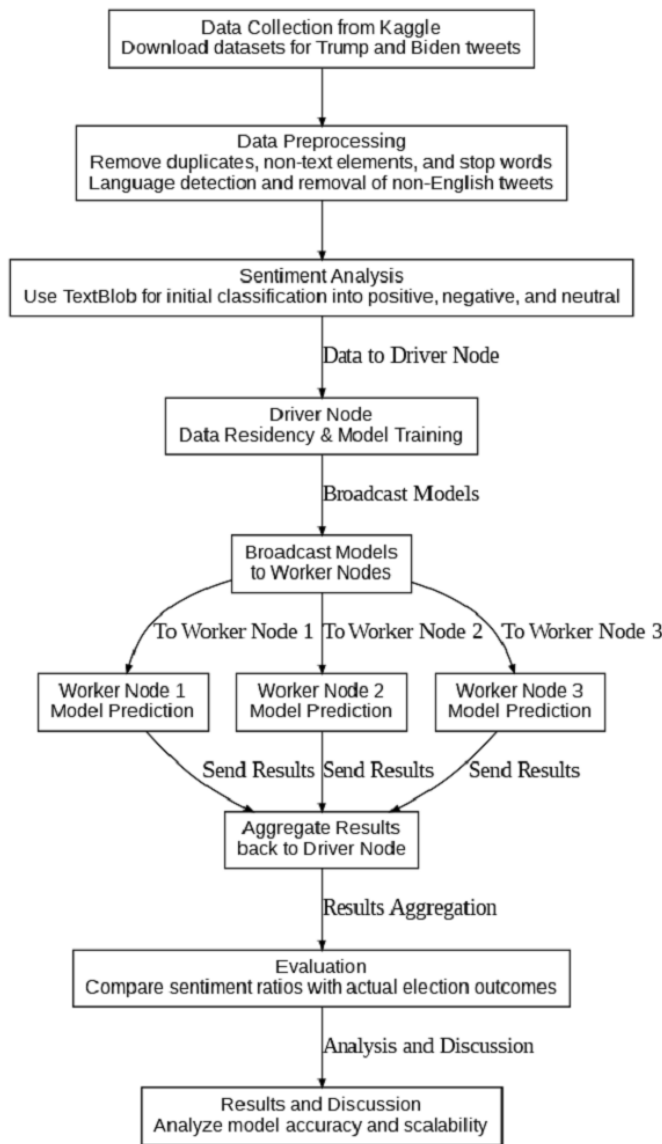 Data Collection from Kaggle
Download datasets for Trump and Biden tweets
Data Preprocessing
Remove duplicates, non-text elements, and stop words
Language detection and removal of non-English tweets
Sentiment Analysis
Use TextBlob for initial classification into positive, negative, and neutral
Data to Driver Node
Driver Node
Data Residency & Model Training
Broadcast Models
Broadcast Models
to Worker Nodes
To Worker Node 1
To Worker Node 2
To Worker Node 3
Worker Node 1
Model Prediction
Worker Node 2
Model Prediction
Worker Node 3
Model Prediction
Send Results
Send Results
Send Results
Aggregate Results
back to Driver Node
Results Aggregation
Evaluation
Compare sentiment ratios with actual election outcomes
Analysis and Discussion
Results and Discussion
Analyze model accuracy and scalability